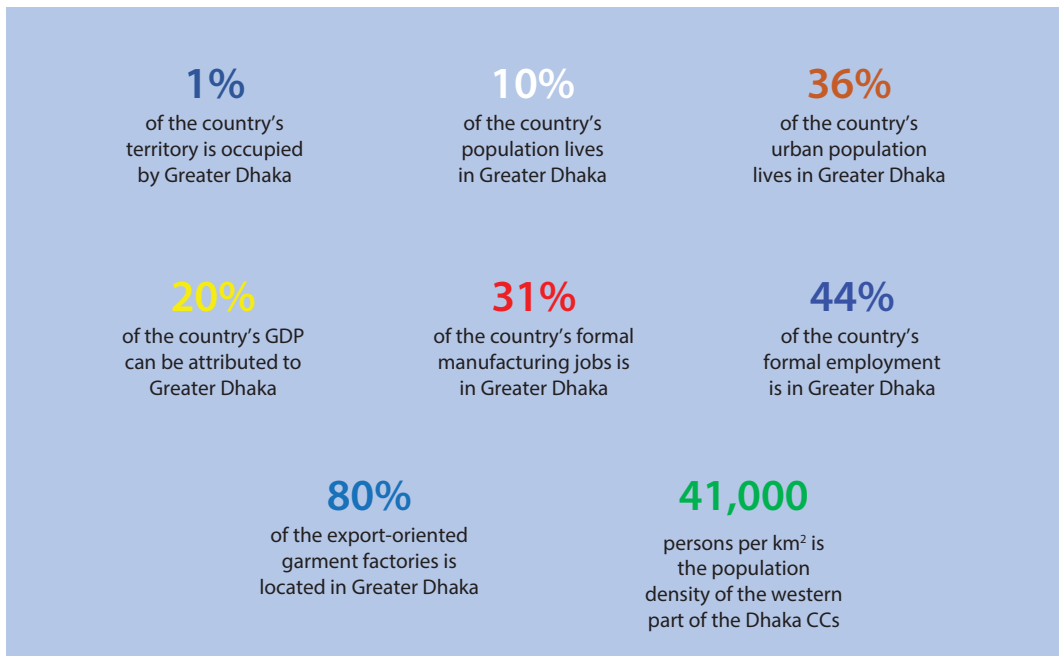 1%
of the country's
territory is occupied
by Greater Dhaka
10%
of the country's
population lives
in Greater Dhaka
36%
of the country's
urban population
lives in Greater Dhaka
20%
of the country's GDP
can be attributed to
Greater Dhaka
31%
of the country's formal
manufacturing jobs is
in Greater Dhaka
44%
of the country's
formal employment
is in Greater Dhaka
80%
of the export-oriented
garment factories is
located in Greater Dhaka
41,000
persons per km² is
the population
density of the western
part of the Dhaka CCs